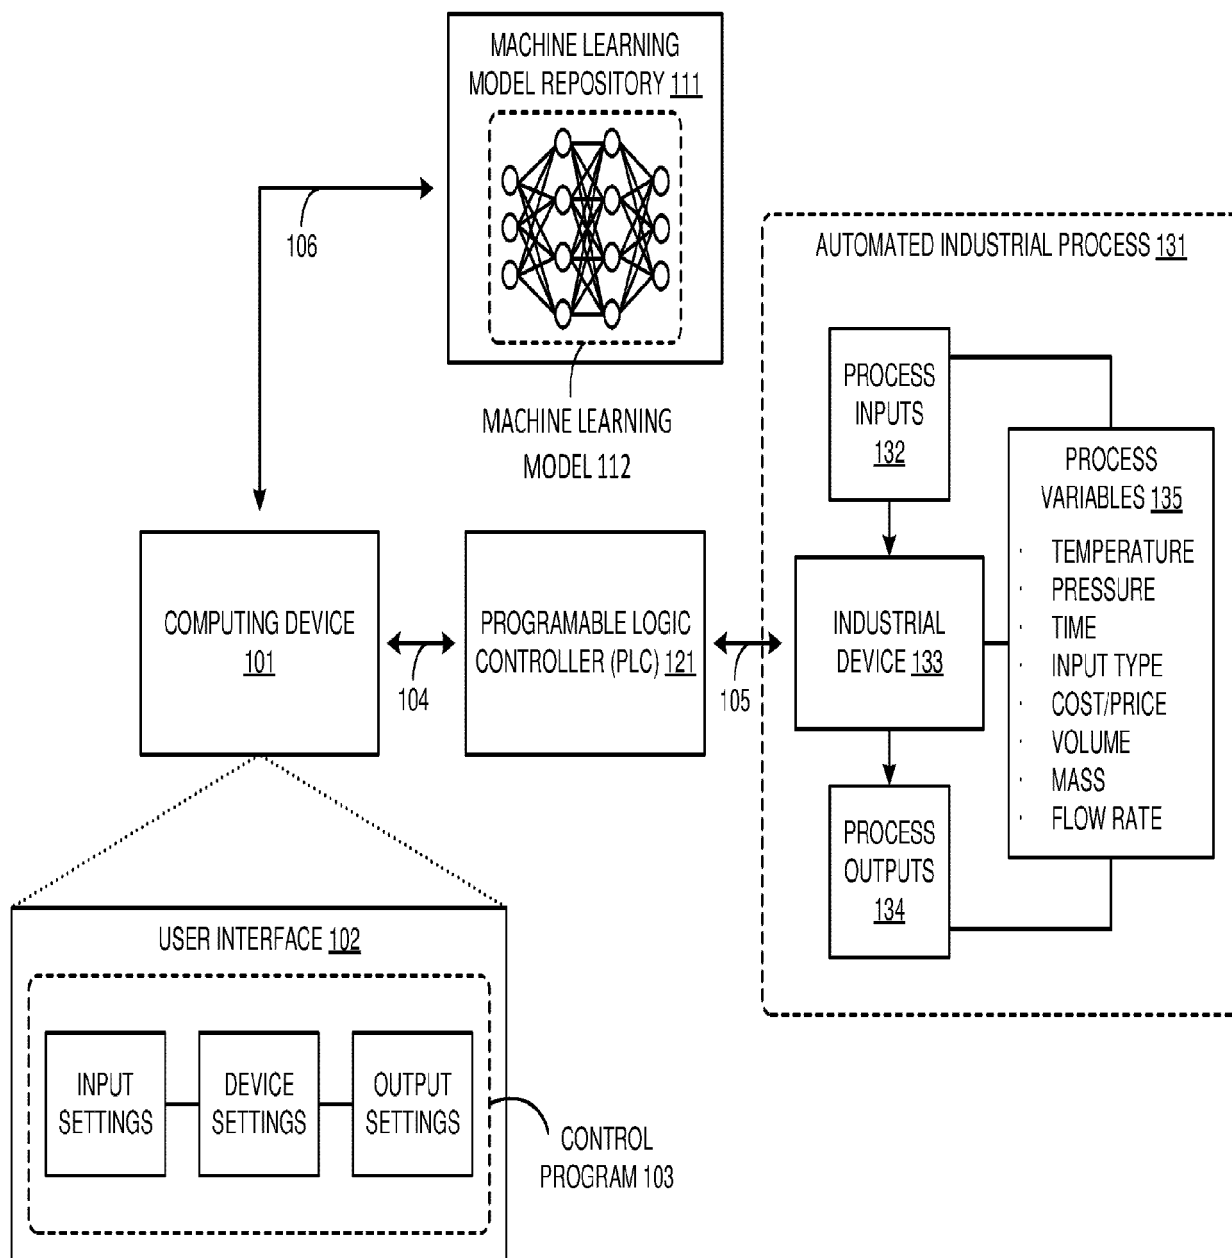 MACHINE LEARNING
MODEL REPOSITORY 111
106
MACHINE LEARNING
MODEL 112
AUTOMATED INDUSTRIAL PROCESS 131
PROCESS
INPUTS
132
PROCESS
VARIABLES 135
· TEMPERATURE
· PRESSURE
· TIME
· INPUT TYPE
· COST/PRICE
· VOLUME
· MASS
· FLOW RATE
COMPUTING DEVICE
101
104
PROGRAMABLE LOGIC
CONTROLLER (PLC) 121
105
INDUSTRIAL
DEVICE 133
PROCESS
OUTPUTS
134
USER INTERFACE 102
INPUT
SETTINGS
DEVICE
SETTINGS
OUTPUT
SETTINGS
CONTROL
PROGRAM 103